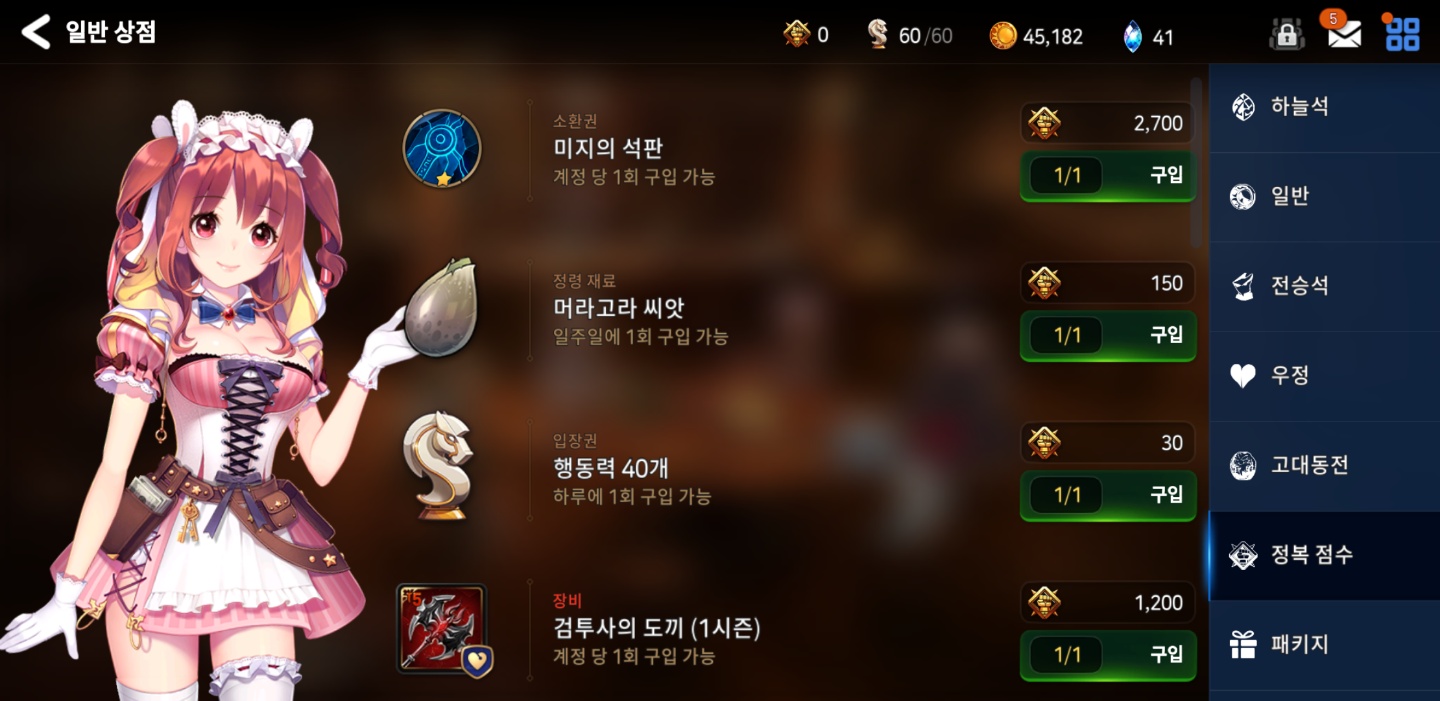 일반 상점
0
60/60
45,182
41
5
소환권
미지의 석판
계정 당 1회 구입 가능
2,700
1/1
구입
정령 재료
머라고라 씨앗
일주일에 1회 구입 가능
150
1/1
구입
입장권
행동력 40개
하루에 1회 구입 가능
30
1/1
구입
장비
검투사의 도끼 (1시즌)
계정 당 1회 구입 가능
1,200
1/1
구입
하늘석
일반
전승석
우정
고대동전
정복 점수
패키지